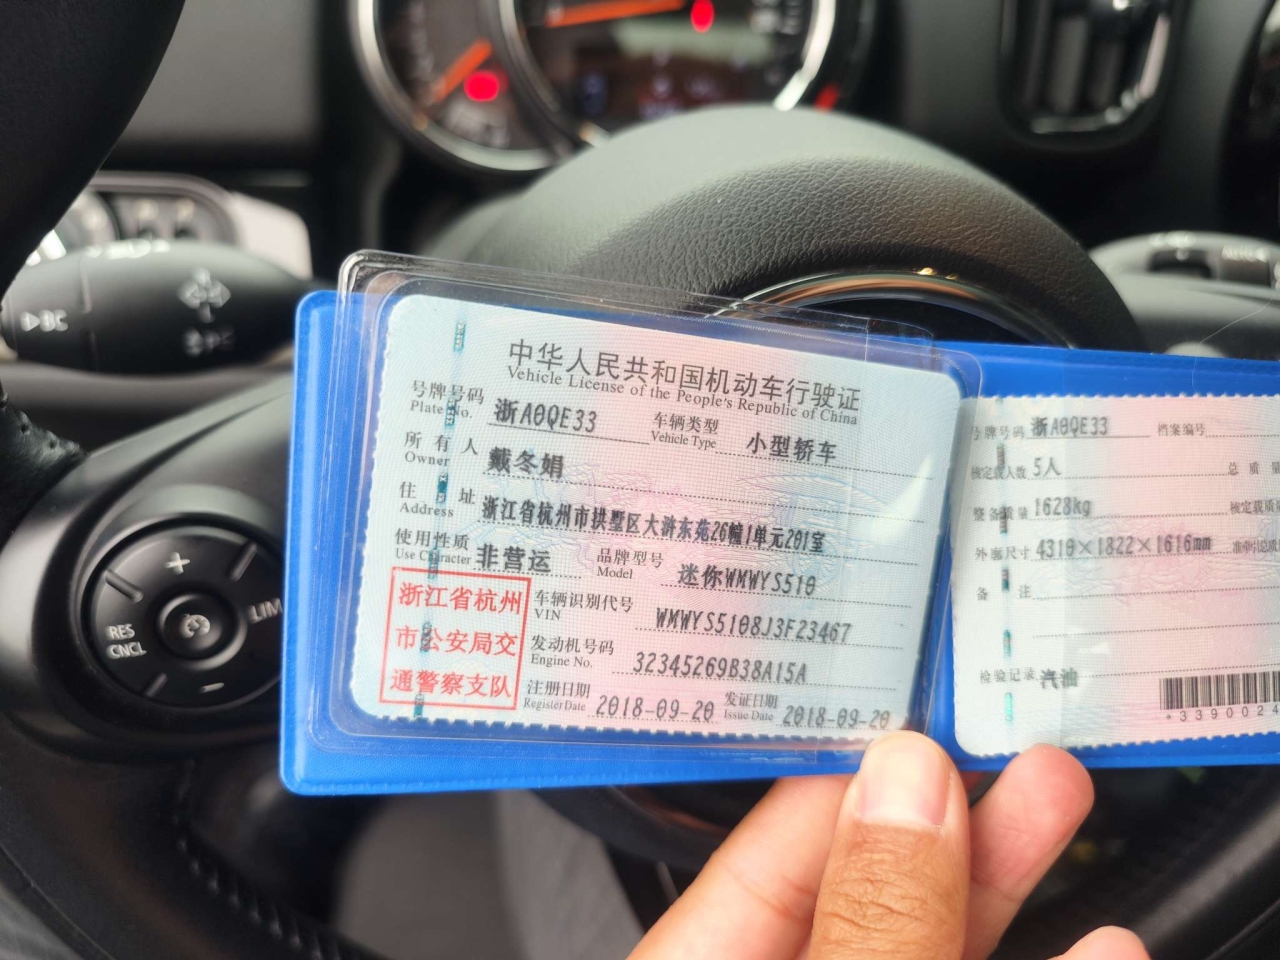 中华人民共和国机动车行驶证
Vehicle License of the People's Republic of China
号牌号码 浙A0QE33 车辆类型 小型轿车
Plate No. Vehicle Type
所有人 戴冬娟
Owner
住址 浙江省杭州市拱墅区大浒东苑26幢1单元201室
Address
使用性质 非营运 品牌型号 迷你WMWYS510
Use Character Model
浙江省杭州
市公安局交
通警察支队
车辆识别代号 WMWYS5108J3F23467
VIN
发动机号码 32345269B38A15A
Engine No.
注册日期 2018-09-20 发证日期 2018-09-20
Register Date Issue Date
号牌号码 浙A0QE33 档案编号
核定载人数 5人 总质量
整备质量 1628kg 核定载质
外廓尺寸 4310×1822×1616mm 准牵引总质
备注
检验记录 汽油
*3390024
BC
RES
CNCL
LIM
+